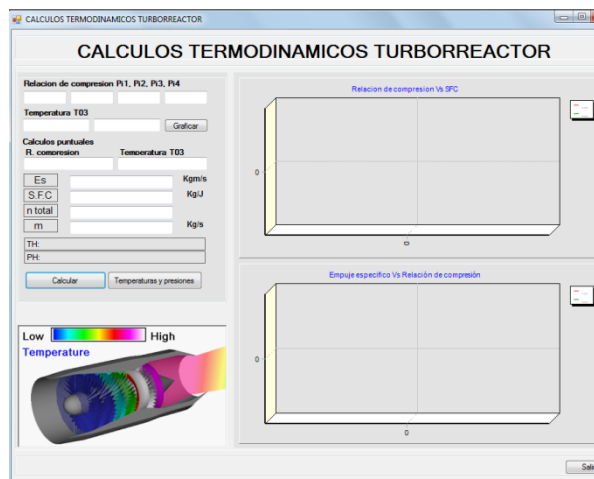 CALCULOS TERMODINAMICOS TURBORREACTOR
CALCULOS TERMODINAMICOS TURBORREACTOR
Relacion de compresion Pi1, Pi2, Pi3, Pi4
Temperatura T03
Graficar
Calculos puntuales
R. compresion Temperatura T03
Es Kgm/s
S.F.C Kg/J
n total
m Kg/s
TH:
PH:
Calcular Temperaturas y presiones
Low High
Temperature
Relacion de compresion Vs SFC
0
0
Empuje especifico Vs Relación de compresión
0
0
Sali